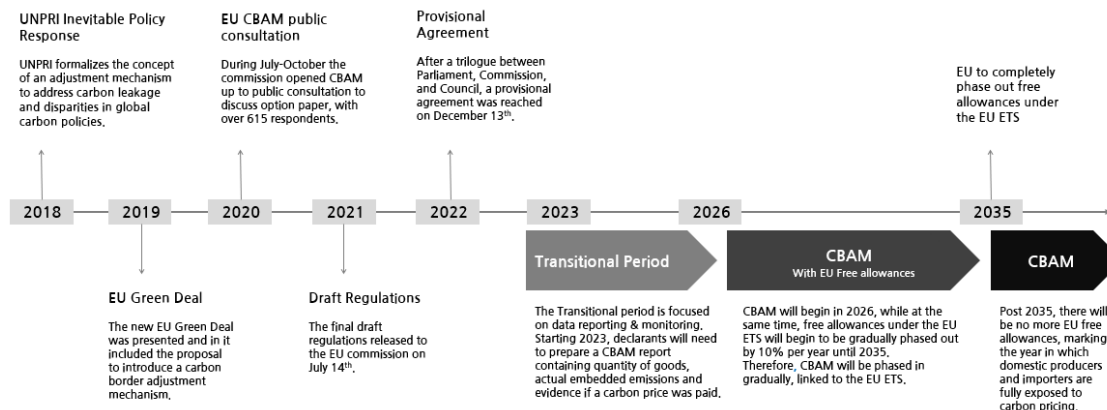 UNPRI Inevitable Policy
Response
UNPRI formalizes the concept
of an adjustment mechanism
to address carbon leakage
and disparities in global
carbon policies.
EU CBAM public
consultation
During July-October the
commission opened CBAM
up to public consultation to
discuss option paper, with
over 615 respondents.
Provisional
Agreement
After a trilogue between
Parliament, Commission,
and Council, a provisional
agreement was reached
on December 13th.
EU to completely
phase out free
allowances under
the EU ETS
2018
2019
2020
2021
2022
2023
2026
2035
EU Green Deal
The new EU Green Deal
was presented and in it
included the proposal
to introduce a carbon
border adjustment
mechanism.
Draft Regulations
The final draft
regulations released to
the EU commission on
July 14th.
Transitional Period
The Transitional period is focused
on data reporting & monitoring.
Starting 2023, declarants will need
to prepare a CBAM report
containing quantity of goods,
actual embedded emissions and
evidence if a carbon price was paid.
CBAM
With EU Free allowances
CBAM will begin in 2026, while at the
same time, free allowances under the EU
ETS will begin to be gradually phased out
by 10% per year until 2035.
Therefore, CBAM will be phased in
gradually, linked to the EU ETS.
CBAM
Post 2035, there will
be no more EU free
allowances, making
the year in which
domestic producers
and importers are
fully exposed to
carbon pricing.